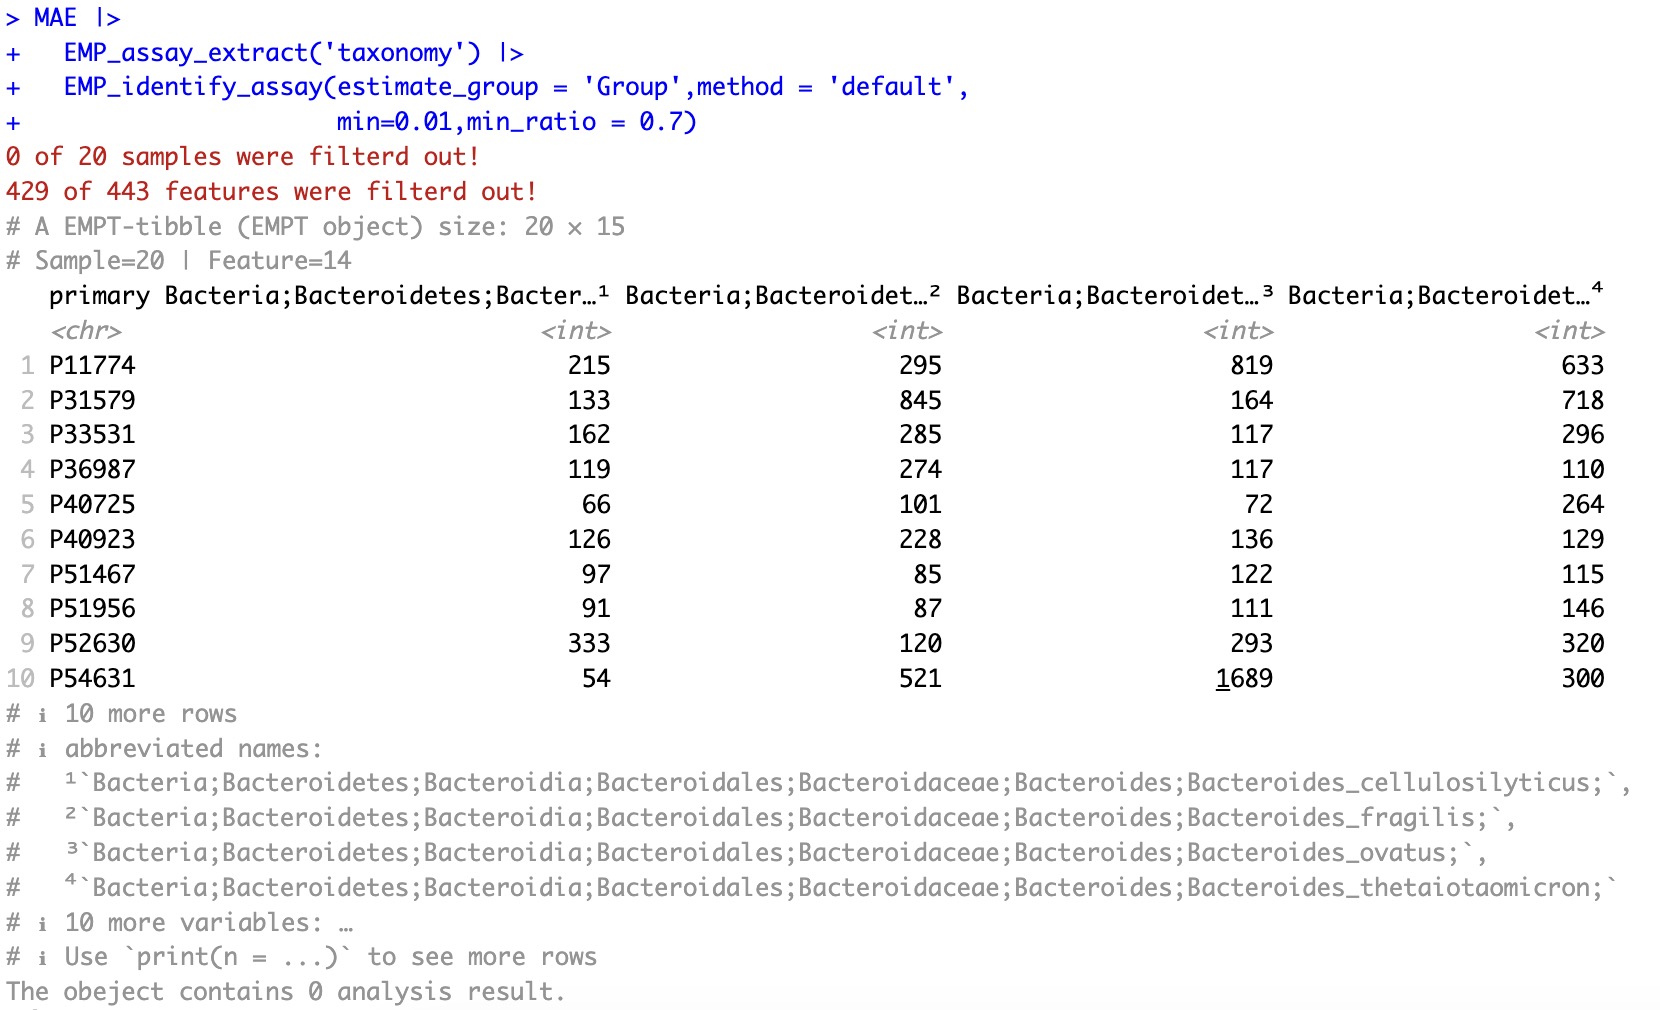 > MAE |>
+   EMP_assay_extract('taxonomy') |>
+   EMP_identify_assay(estimate_group = 'Group',method = 'default',
+                      min=0.01,min_ratio = 0.7)
0 of 20 samples were filterd out!
429 of 443 features were filterd out!
# A EMPT-tibble (EMPT object) size: 20 × 15
# Sample=20 | Feature=14
   primary Bacteria;Bacteroidetes;Bacter…¹ Bacteria;Bacteroidet…² Bacteria;Bacteroidet…³ Bacteria;Bacteroidet…⁴
   <chr>                             <int>                  <int>                  <int>                  <int>
 1 P11774                              215                    295                    819                    633
 2 P31579                              133                    845                    164                    718
 3 P33531                              162                    285                    117                    296
 4 P36987                              119                    274                    117                    110
 5 P40725                               66                    101                     72                    264
 6 P40923                              126                    228                    136                    129
 7 P51467                               97                     85                    122                    115
 8 P51956                               91                     87                    111                    146
 9 P52630                              333                    120                    293                    320
10 P54631                               54                    521                   1689                    300
# ℹ 10 more rows
# ℹ abbreviated names:
#   ¹`Bacteria;Bacteroidetes;Bacteroidia;Bacteroidales;Bacteroidaceae;Bacteroides;Bacteroides_cellulosilyticus;`,
#   ²`Bacteria;Bacteroidetes;Bacteroidia;Bacteroidales;Bacteroidaceae;Bacteroides;Bacteroides_fragilis;`,
#   ³`Bacteria;Bacteroidetes;Bacteroidia;Bacteroidales;Bacteroidaceae;Bacteroides;Bacteroides_ovatus;`,
#   ⁴`Bacteria;Bacteroidetes;Bacteroidia;Bacteroidales;Bacteroidaceae;Bacteroides;Bacteroides_thetaiotaomicron;`
# ℹ 10 more variables: …
# ℹ Use `print(n = ...)` to see more rows
The obeject contains 0 analysis result.